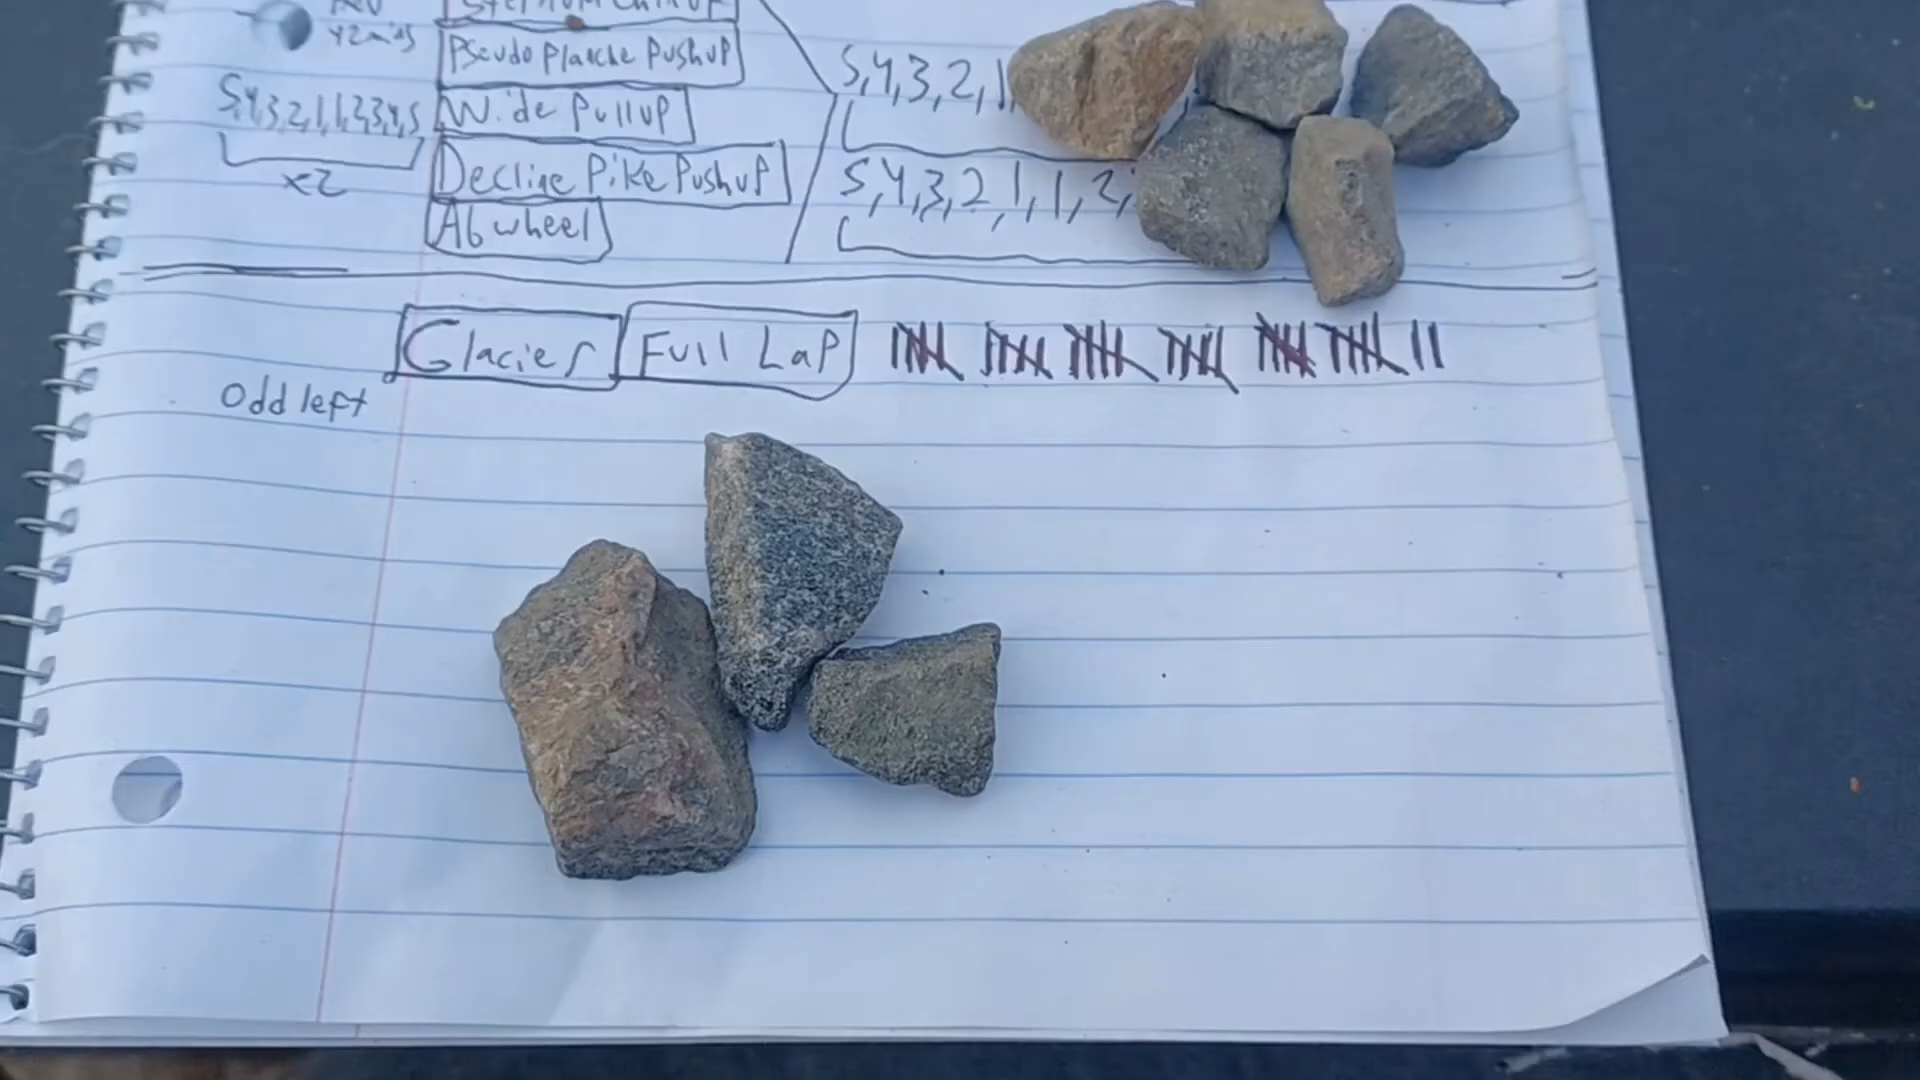 x2mins
Pseudo Planche Pushup
5,4,3,2,1
5,4,3,2,1,1,2,3,4,5
Wide Pullup
x2
Decline Pike Pushup
5,4,3,2,1,1,2,
Ab wheel
Glacier Full Lap 𝍸 𝍸 𝍸 𝍸 𝍸 𝍸 ||
Odd left